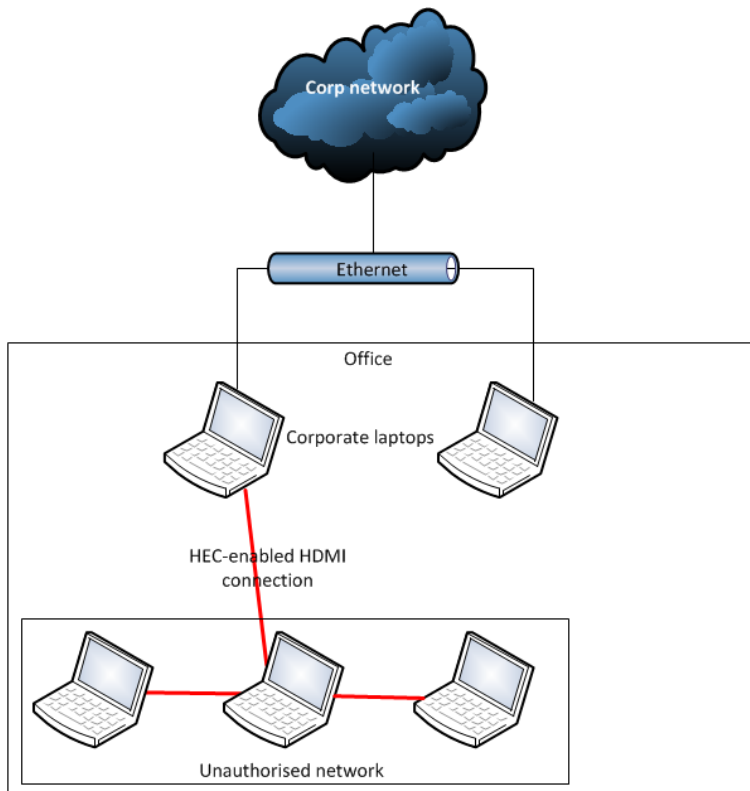 Corp network
Ethernet
Office
Corporate laptops
HEC-enabled HDMI
connection
Unauthorised network